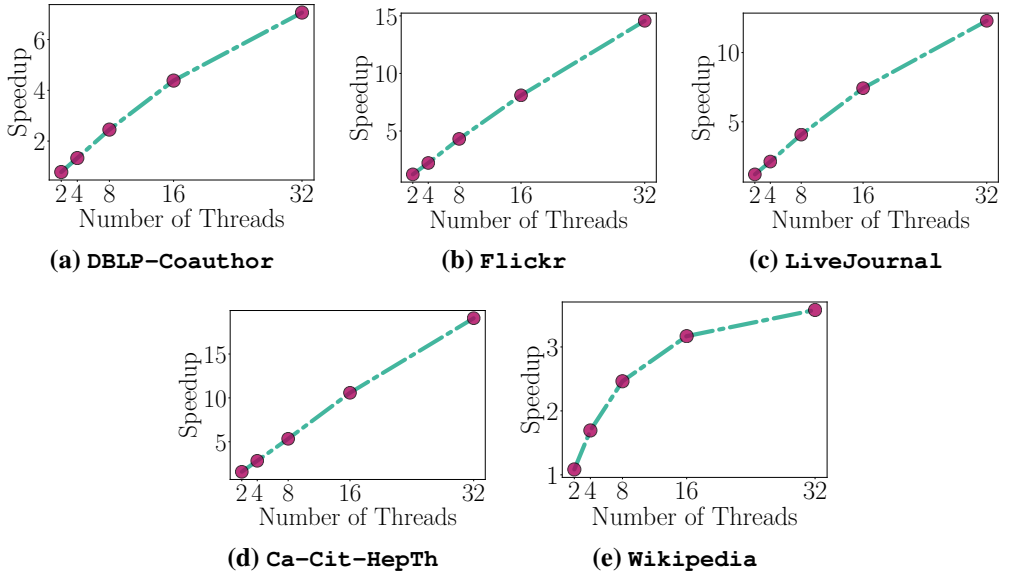 Speedup
6
4
2
2 4 8 16 32
Number of Threads
(a) DBLP-Coauthor
Speedup
15
10
5
2 4 8 16 32
Number of Threads
(b) Flickr
Speedup
10
5
2 4 8 16 32
Number of Threads
(c) LiveJournal
Speedup
15
10
5
2 4 8 16 32
Number of Threads
(d) Ca-Cit-HepTh
Speedup
3
2
1
2 4 8 16 32
Number of Threads
(e) Wikipedia